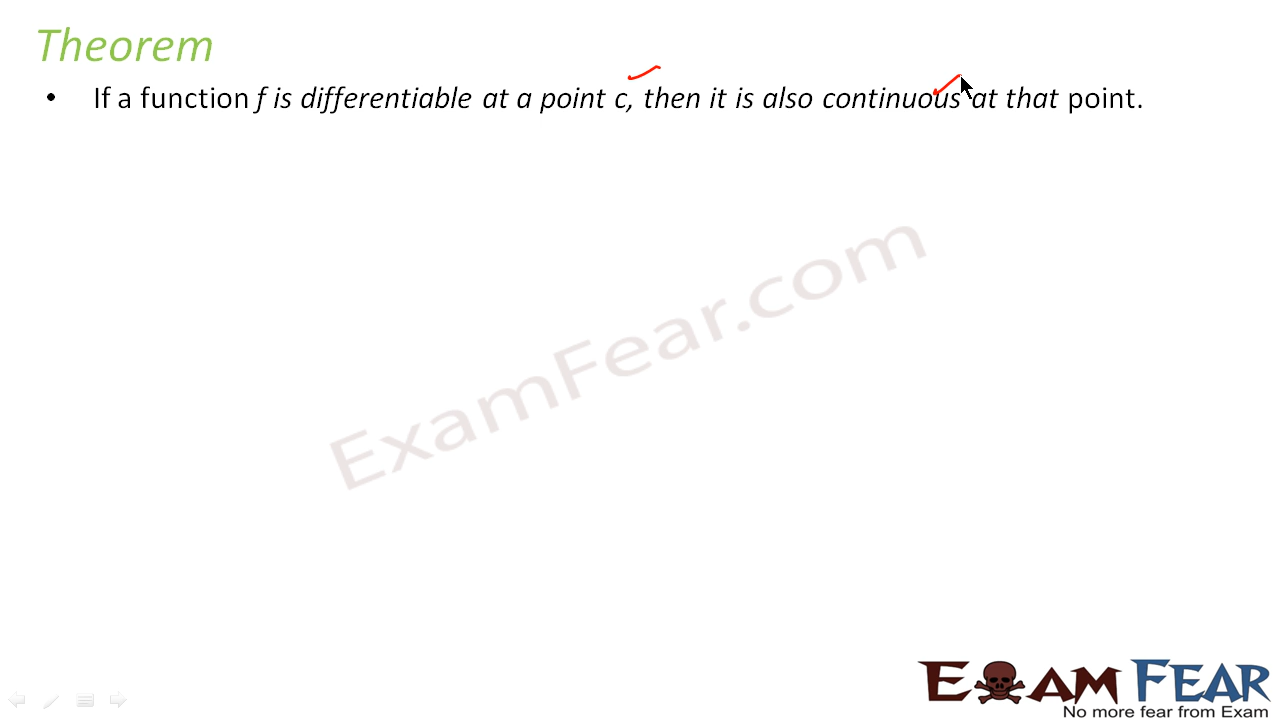 Theorem
• If a function f is differentiable at a point c, then it is also continuous at that point.
ExamFear.com
EXAM FEAR
No more fear from Exam